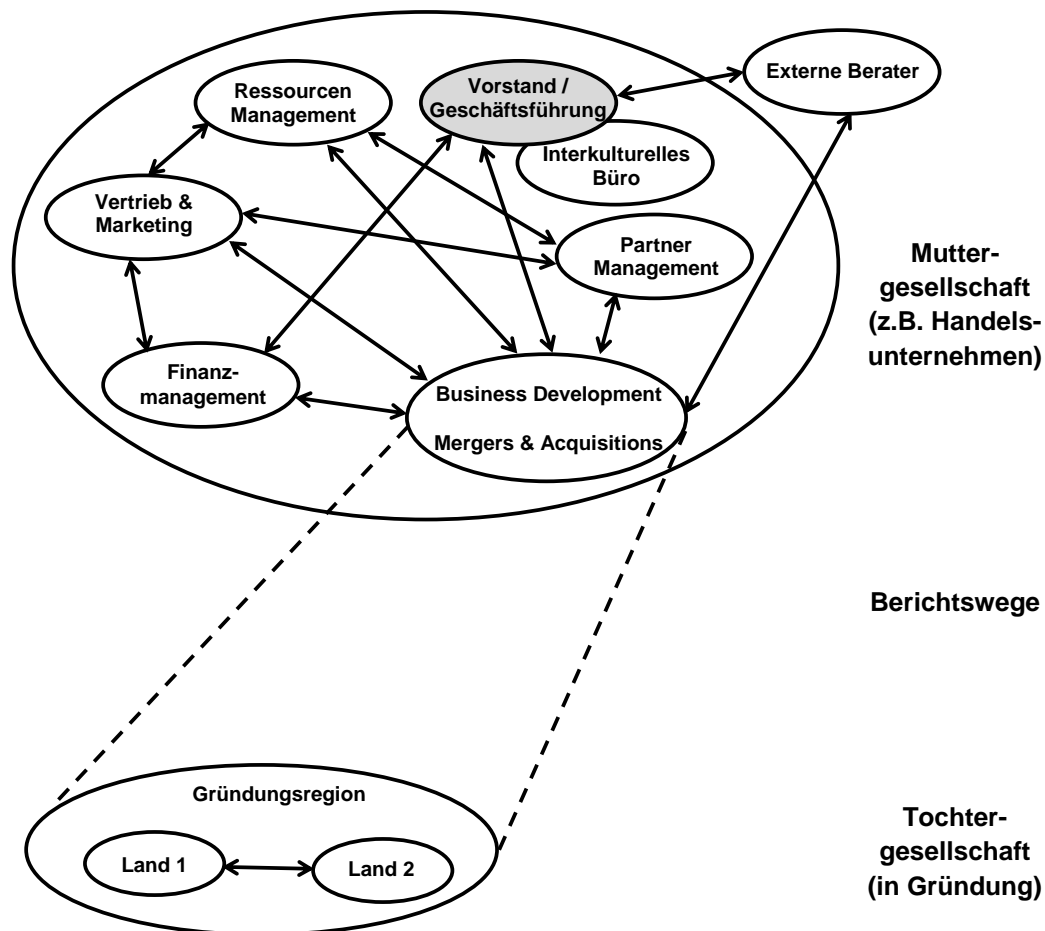 Ressourcen
Management
Vorstand /
Geschäftsführung
Externe Berater
Interkulturelles
Büro
Vertrieb &
Marketing
Partner
Management
Mutter-
gesellschaft
(z.B. Handels-
unternehmen)
Finanz-
management
Business Development
Mergers & Acquisitions
Berichtswege
Gründungsregion
Land 1
Land 2
Tochter-
gesellschaft
(in Gründung)